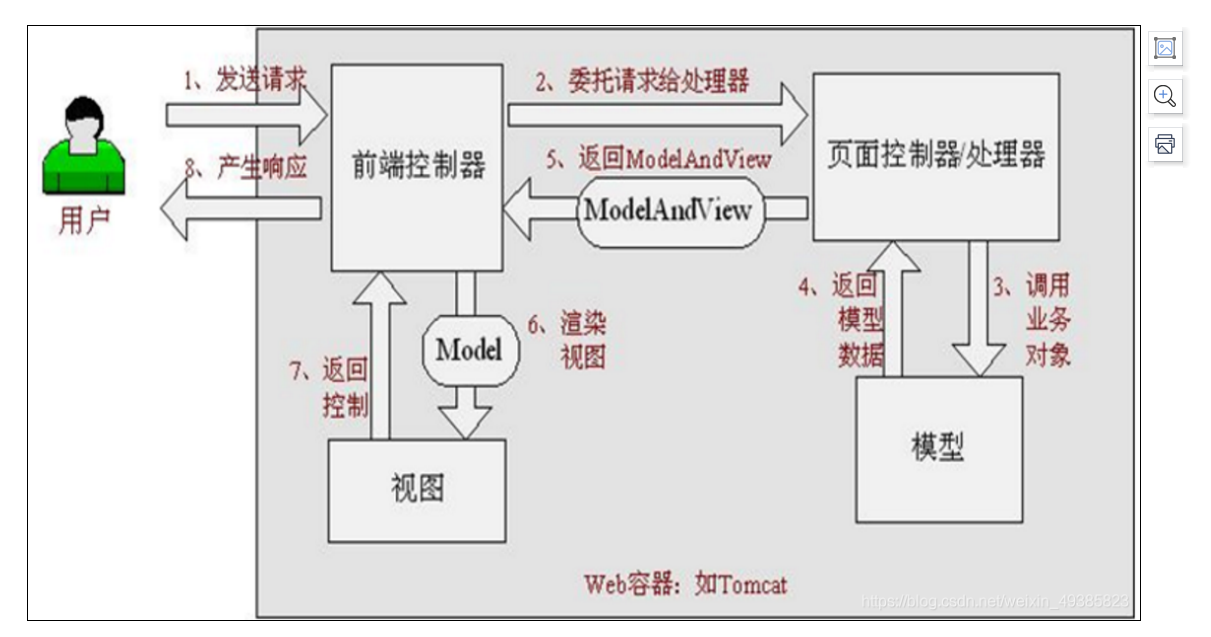 1、发送请求
2、委托请求给处理器
前端控制器
页面控制器/处理器
5、返回ModelAndView
ModelAndView
8、产生响应
用户
4、返回
模型
数据
3、调用
业务
对象
6、渲染
视图
Model
7、返回
控制
视图
模型
Web容器：如Tomcat
https://blog.csdn.net/weixin_49385823